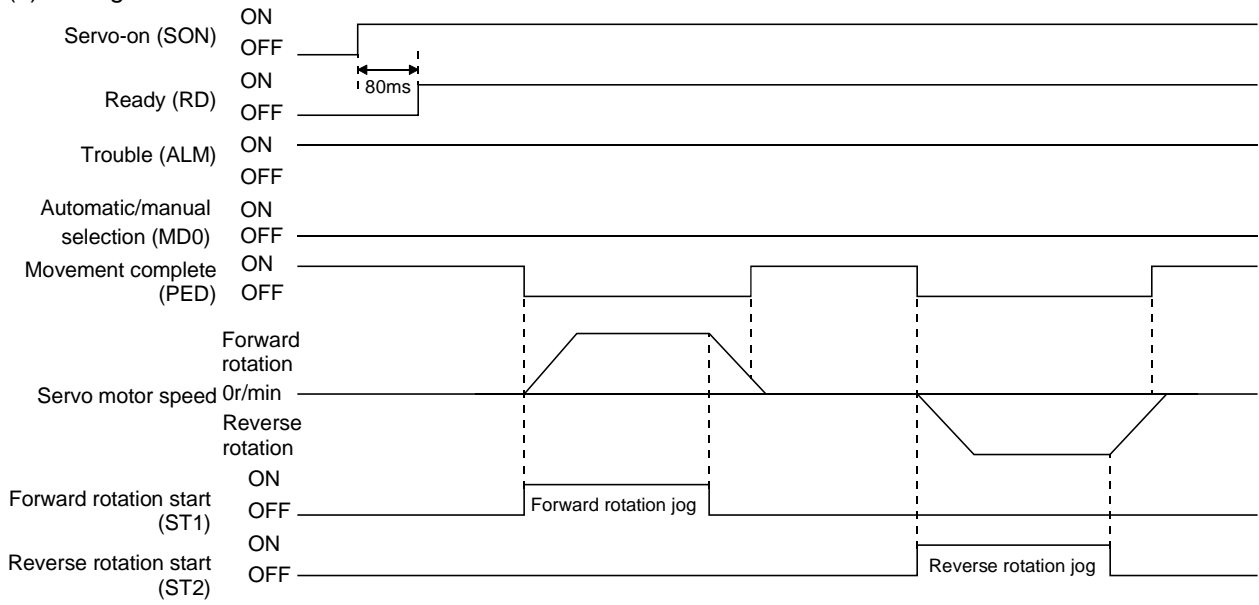 ON
Servo-on (SON)
OFF
80ms
ON
Ready (RD)
OFF
ON
Trouble (ALM)
OFF
Automatic/manual
selection (MD0)
ON
OFF
Movement complete
(PED)
ON
OFF
Forward
rotation
Servo motor speed 0r/min
Reverse
rotation
ON
Forward rotation start
(ST1)
OFF
Forward rotation jog
ON
Reverse rotation start
(ST2)
OFF
Reverse rotation jog